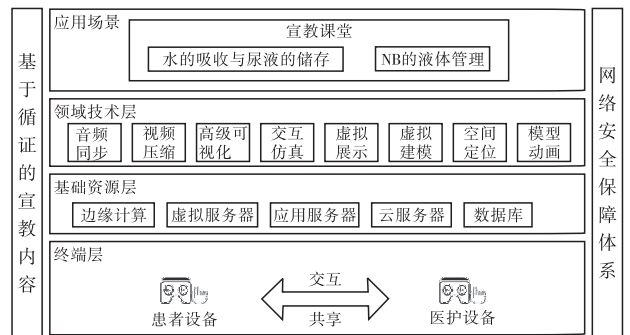 基于循证的宣教内容
应用场景
宣教课堂
水的吸收与尿液的储存
NB的液体管理
领域技术层
音频同步
视频压缩
高级可视化
交互仿真
虚拟展示
虚拟建模
空间定位
模型动画
基础资源层
边缘计算
虚拟服务器
应用服务器
云服务器
数据库
终端层
患者设备
交互
共享
医护设备
网络安全保障体系